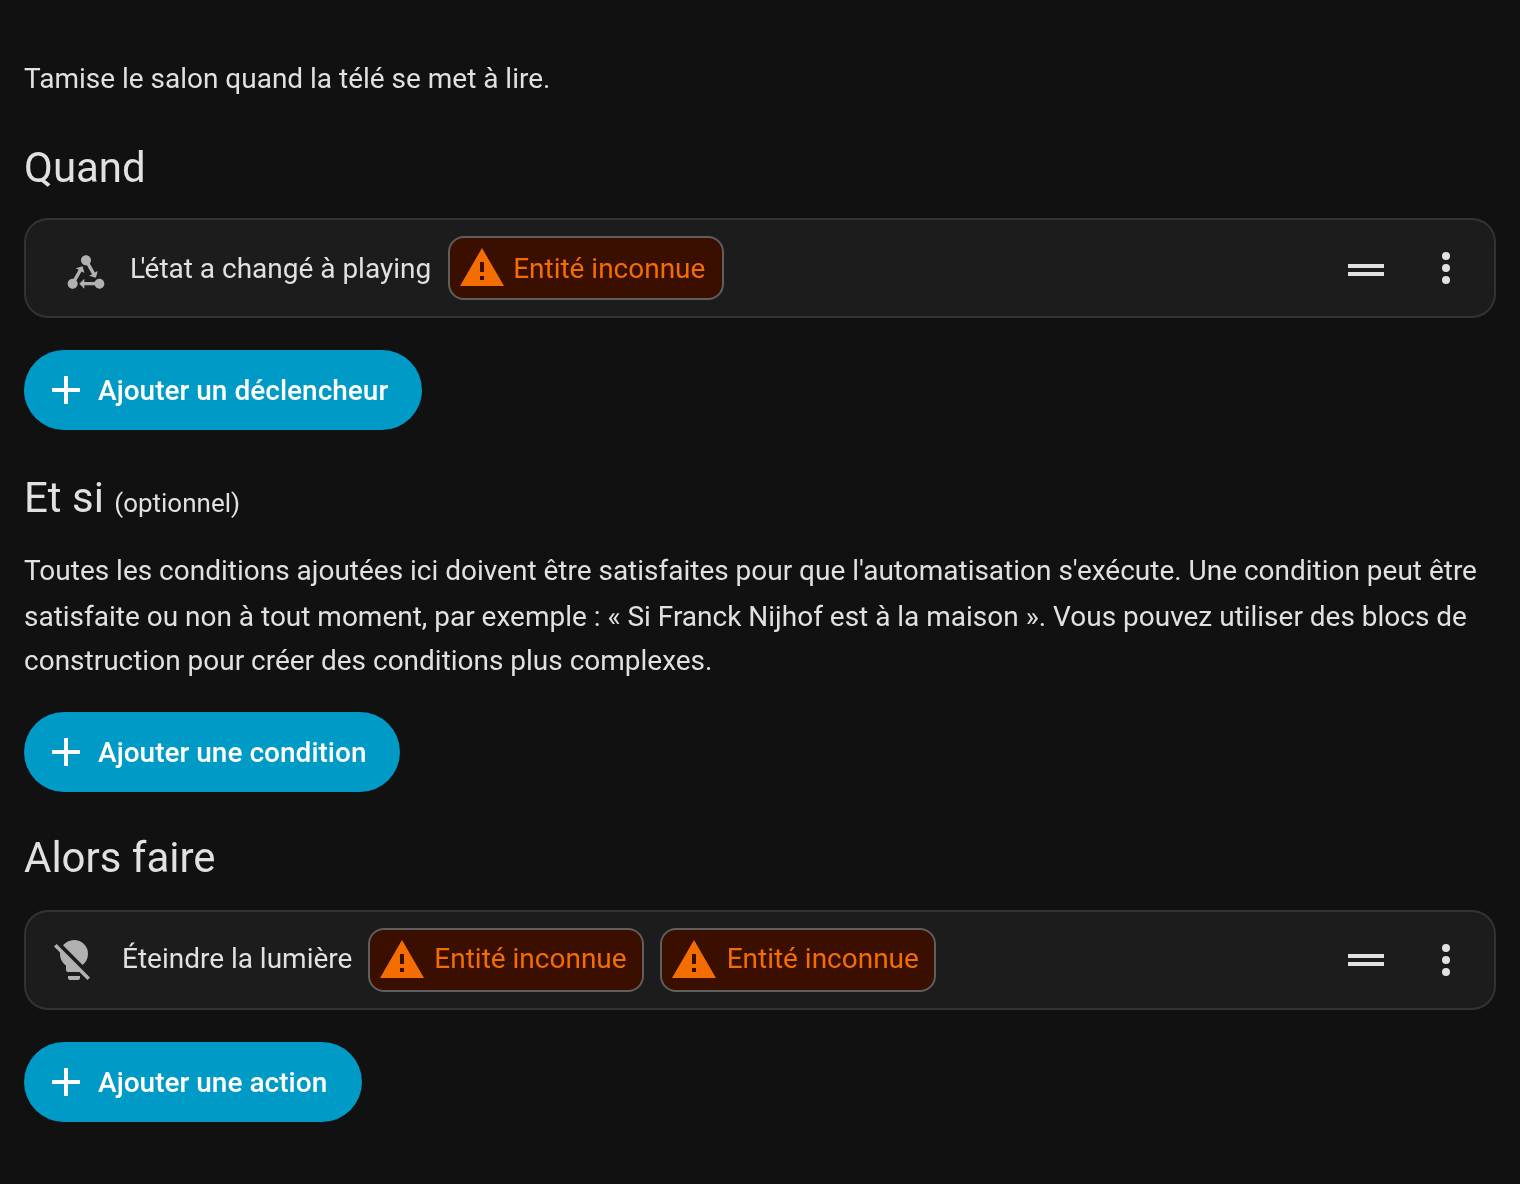 Tamise le salon quand la télé se met à lire.
Quand
L'état a changé à playing Entité inconnue
Ajouter un déclencheur
Et si (optionnel)
Toutes les conditions ajoutées ici doivent être satisfaites pour que l'automatisation s'exécute. Une condition peut être
satisfaite ou non à tout moment, par exemple : « Si Franck Nijhof est à la maison ». Vous pouvez utiliser des blocs de
construction pour créer des conditions plus complexes.
Ajouter une condition
Alors faire
Éteindre la lumière Entité inconnue Entité inconnue
Ajouter une action